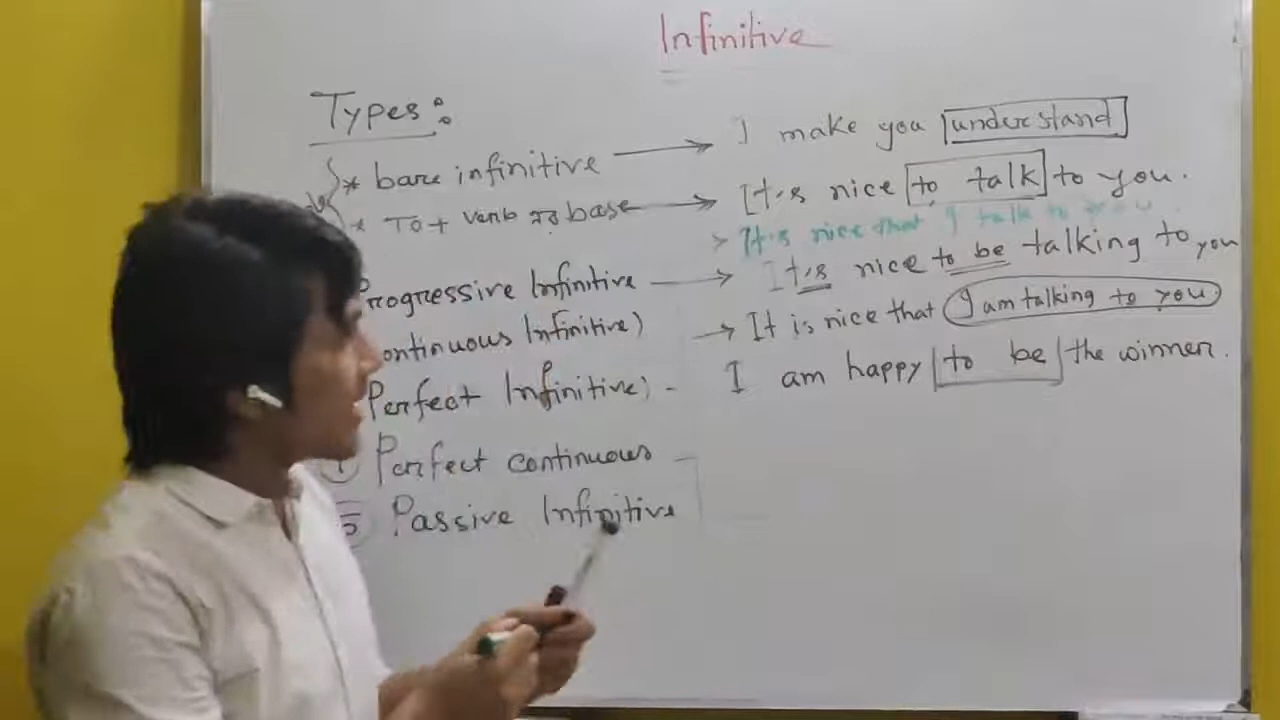 Infinitive
Types:
* bare infinitive → I make you understand
* To + verb এর base → It's nice to talk to you.
> It's nice that I talk to you.
Progressive Infinitive → It's nice to be talking to you
Continuous Infinitive) → It is nice that I am talking to you
Perfect Infinitive; - I am happy to be the winner.
Perfect continuous
5 Passive Infinitive